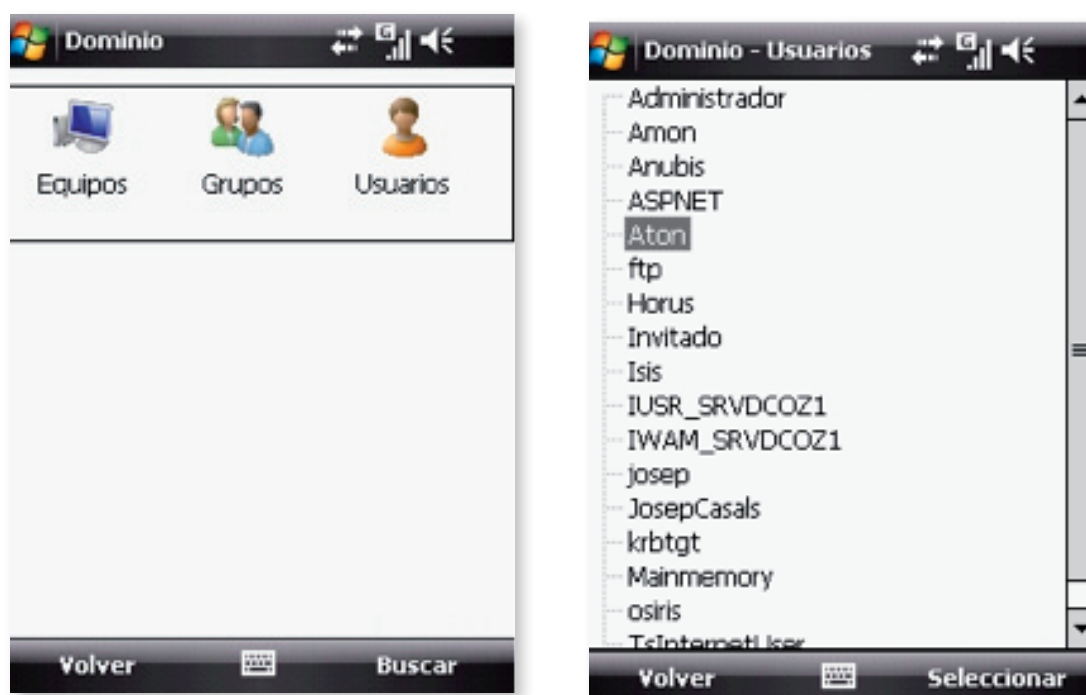 Dominio
Equipos Grupos Usuarios
Volver Buscar
Dominio - Usuarios
Administrador
Amon
Anubis
ASPNET
Aton
ftp
Horus
Invitado
Isis
IUSR_SRVDCOZ1
IWAM_SRVDCOZ1
josep
JosepCasals
krbtgt
Mainmemory
osiris
TsInternetUser
Volver Seleccionar